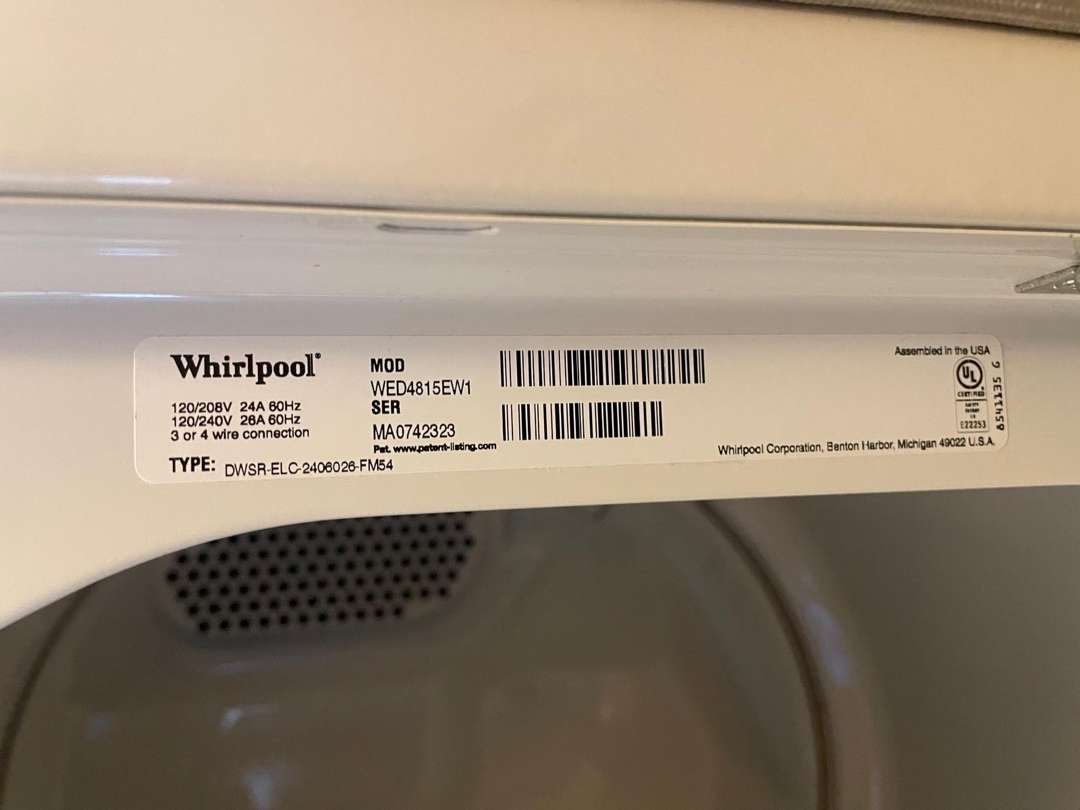 Whirlpool®
120/208V 24A 60Hz
120/240V 26A 60Hz
3 or 4 wire connection
TYPE: DWSR-ELC-2406026-FM54
MOD
WED4815EW1
SER
MA0742323
Pat. www.patent-listing.com
Assembled in the USA
UL
CERTIFIED
E22253
8541135 G
Whirlpool Corporation, Benton Harbor, Michigan 49022 U.S.A.